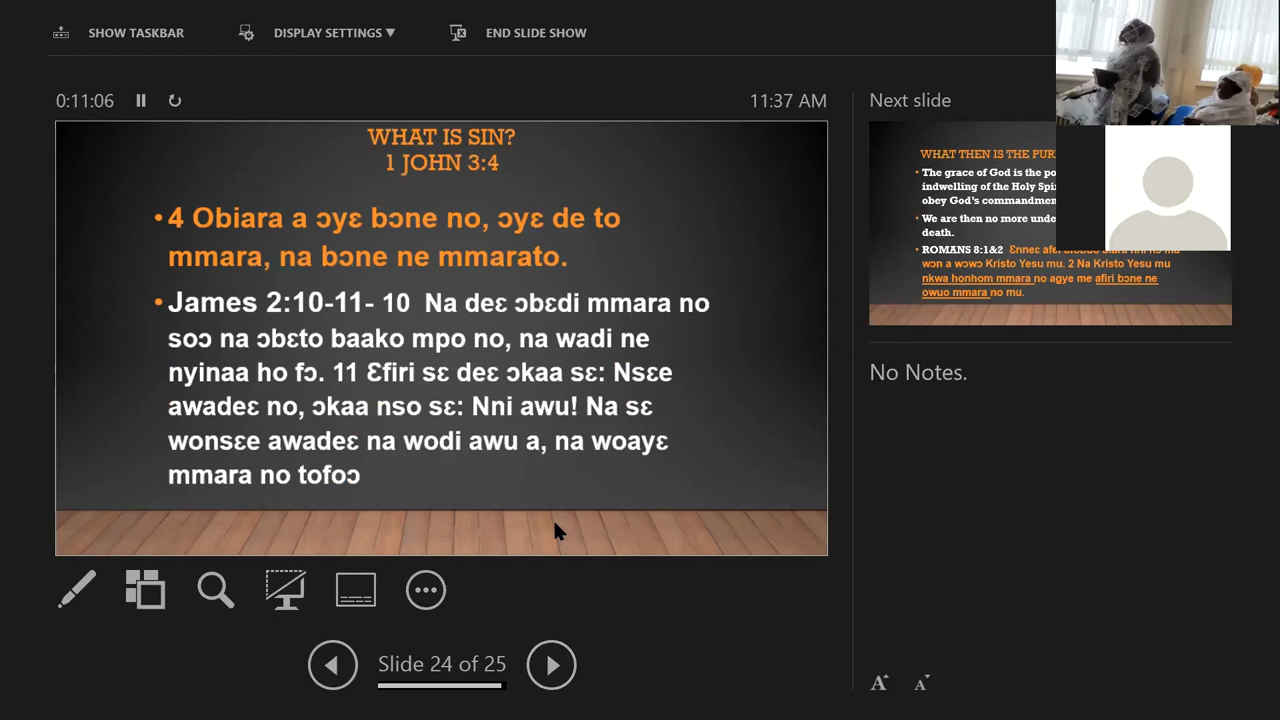 SHOW TASKBAR
DISPLAY SETTINGS ▼
END SLIDE SHOW
0:11:06
11:37 AM
WHAT IS SIN?
1 JOHN 3:4
• 4 Obiara a ɔyɛ bɔne no, ɔyɛ de to
mmara, na bɔne ne mmarato.
• James 2:10-11- 10 Na deɛ ɔbɛdi mmara no
soɔ na ɔbɛto baako mpo no, na wadi ne
nyinaa ho fɔ. 11 Ɛfiri sɛ deɛ ɔkaa sɛ: Nsɛe
awadeɛ no, ɔkaa nso sɛ: Nni awu! Na sɛ
wonsɛe awadeɛ na wodi awu a, na woayɛ
mmara no tofoɔ
Slide 24 of 25
Next slide
WHAT THEN IS THE
• The grace of God is the
indwelling of the Holy
obey God's
• We are then no more
death.
• ROMANS 8:1&2 Ɛnneɛ
wɔn a wɔwɔ Kristo Yesu mu. 2 Na Kristo Yesu mu
nkwa honhom mmara no agye me afiri bɔne ne
owuo mmara no mu.
No Notes.
A A